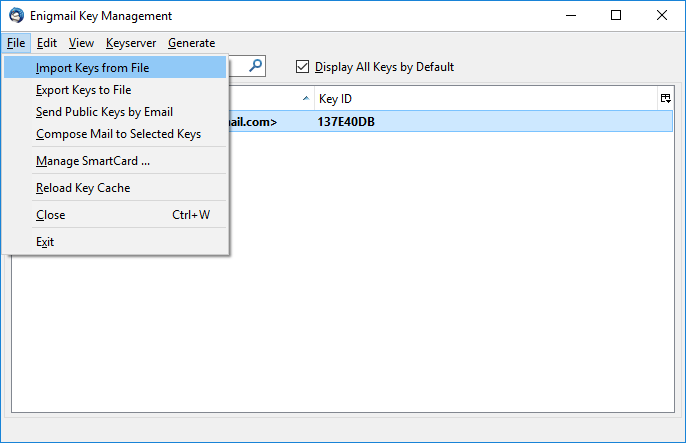 Enigmail Key Management
File Edit View Keyserver Generate
Import Keys from File
Export Keys to File
Send Public Keys by Email
Compose Mail to Selected Keys
Manage SmartCard ...
Reload Key Cache
Close Ctrl+W
Exit
Display All Keys by Default
Key ID
ail.com> 137E40DB